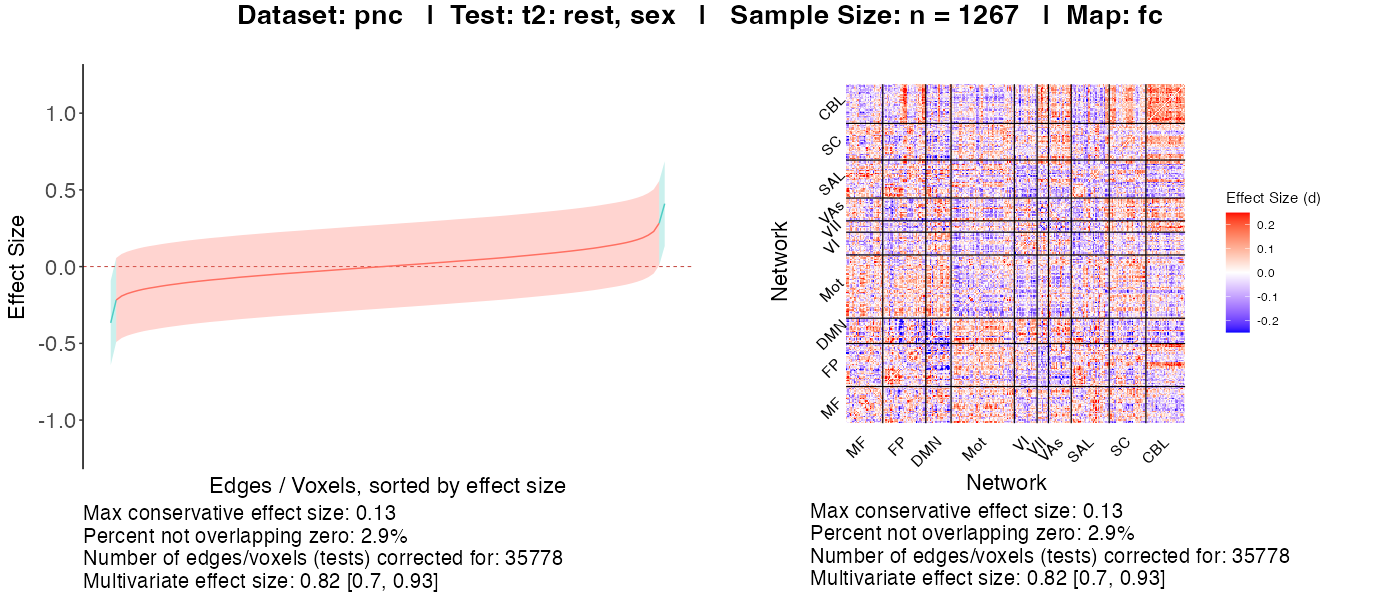 Dataset: pnc | Test: t2: rest, sex | Sample Size: n = 1267 | Map: fc
Effect Size
1.0
0.5
0.0
-0.5
-1.0
Edges / Voxels, sorted by effect size
Max conservative effect size: 0.13
Percent not overlapping zero: 2.9%
Number of edges/voxels (tests) corrected for: 35778
Multivariate effect size: 0.82 [0.7, 0.93]
Network
CBL
SC
SAL
VAs
VII
VI
Mot
DMN
FP
MF
MF
FP
DMN
Mot
VI
VII
VAs
SAL
SC
CBL
Network
Effect Size (d)
0.2
0.1
0.0
-0.1
-0.2
Max conservative effect size: 0.13
Percent not overlapping zero: 2.9%
Number of edges/voxels (tests) corrected for: 35778
Multivariate effect size: 0.82 [0.7, 0.93]